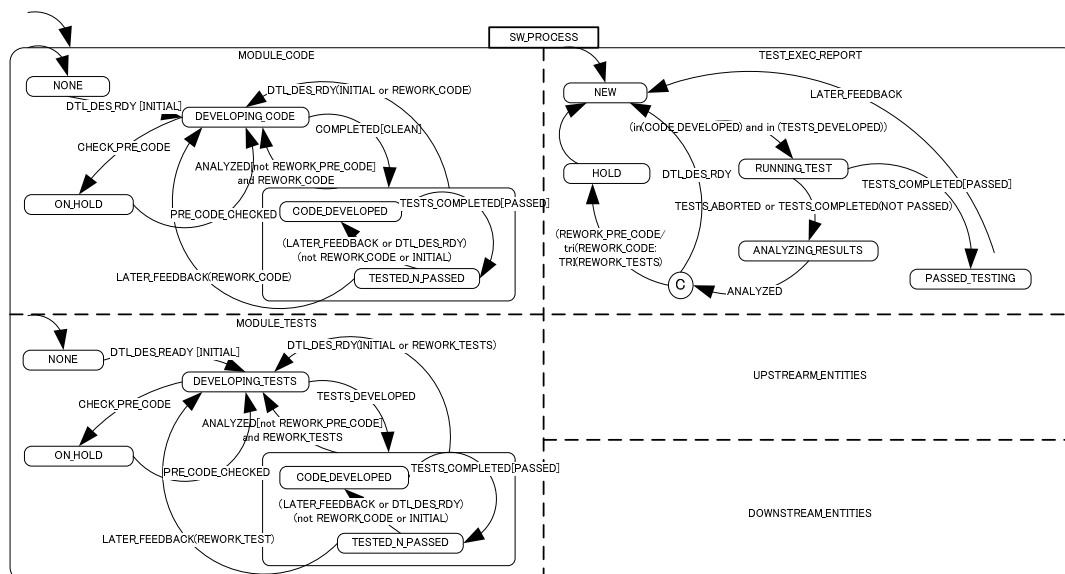 SW_PROCESS
MODULE_CODE
NONE
DTL_DES_RDY [INITIAL]
DTL_DES_RDY(INITIAL or REWORK_CODE)
DEVELOPING_CODE
COMPLETED[CLEAN]
CHECK_PRE_CODE
ANALYZED[not REWORK_PRE_CODE]
and REWORK_CODE
ON_HOLD
PRE_CODE_CHECKED
CODE_DEVELOPED
TESTS_COMPLETED[PASSED]
(LATER_FEEDBACK or DTL_DES_RDY)
(not REWORK_CODE or INITIAL)
LATER_FEEDBACK(REWORK_CODE)
TESTED_N_PASSED
TEST_EXEC_REPORT
NEW
LATER_FEEDBACK
(in(CODE_DEVELOPED) and in (TESTS_DEVELOPED))
HOLD
DTL_DES_RDY
RUNNING_TEST
TESTS_COMPLETED[PASSED]
TESTS_ABORTED or TESTS_COMPLETED(NOT PASSED)
(REWORK_PRE_CODE/
tri(REWORK_CODE:
TRI(REWORK_TESTS)
ANALYZING_RESULTS
PASSED_TESTING
C
ANALYZED
MODULE_TESTS
NONE
DTL_DES_READY [INITIAL]
DTL_DES_RDY(INITIAL or REWORK_TESTS)
DEVELOPING_TESTS
TESTS_DEVELOPED
CHECK_PRE_CODE
ANALYZED[not REWORK_PRE_CODE]
and REWORK_TESTS
ON_HOLD
PRE_CODE_CHECKED
CODE_DEVELOPED
TESTS_COMPLETED[PASSED]
(LATER_FEEDBACK or DTL_DES_RDY)
(not REWORK_CODE or INITIAL)
LATER_FEEDBACK(REWORK_TEST)
TESTED_N_PASSED
UPSTREARM_ENTITIES
DOWNSTREAM_ENTITIES